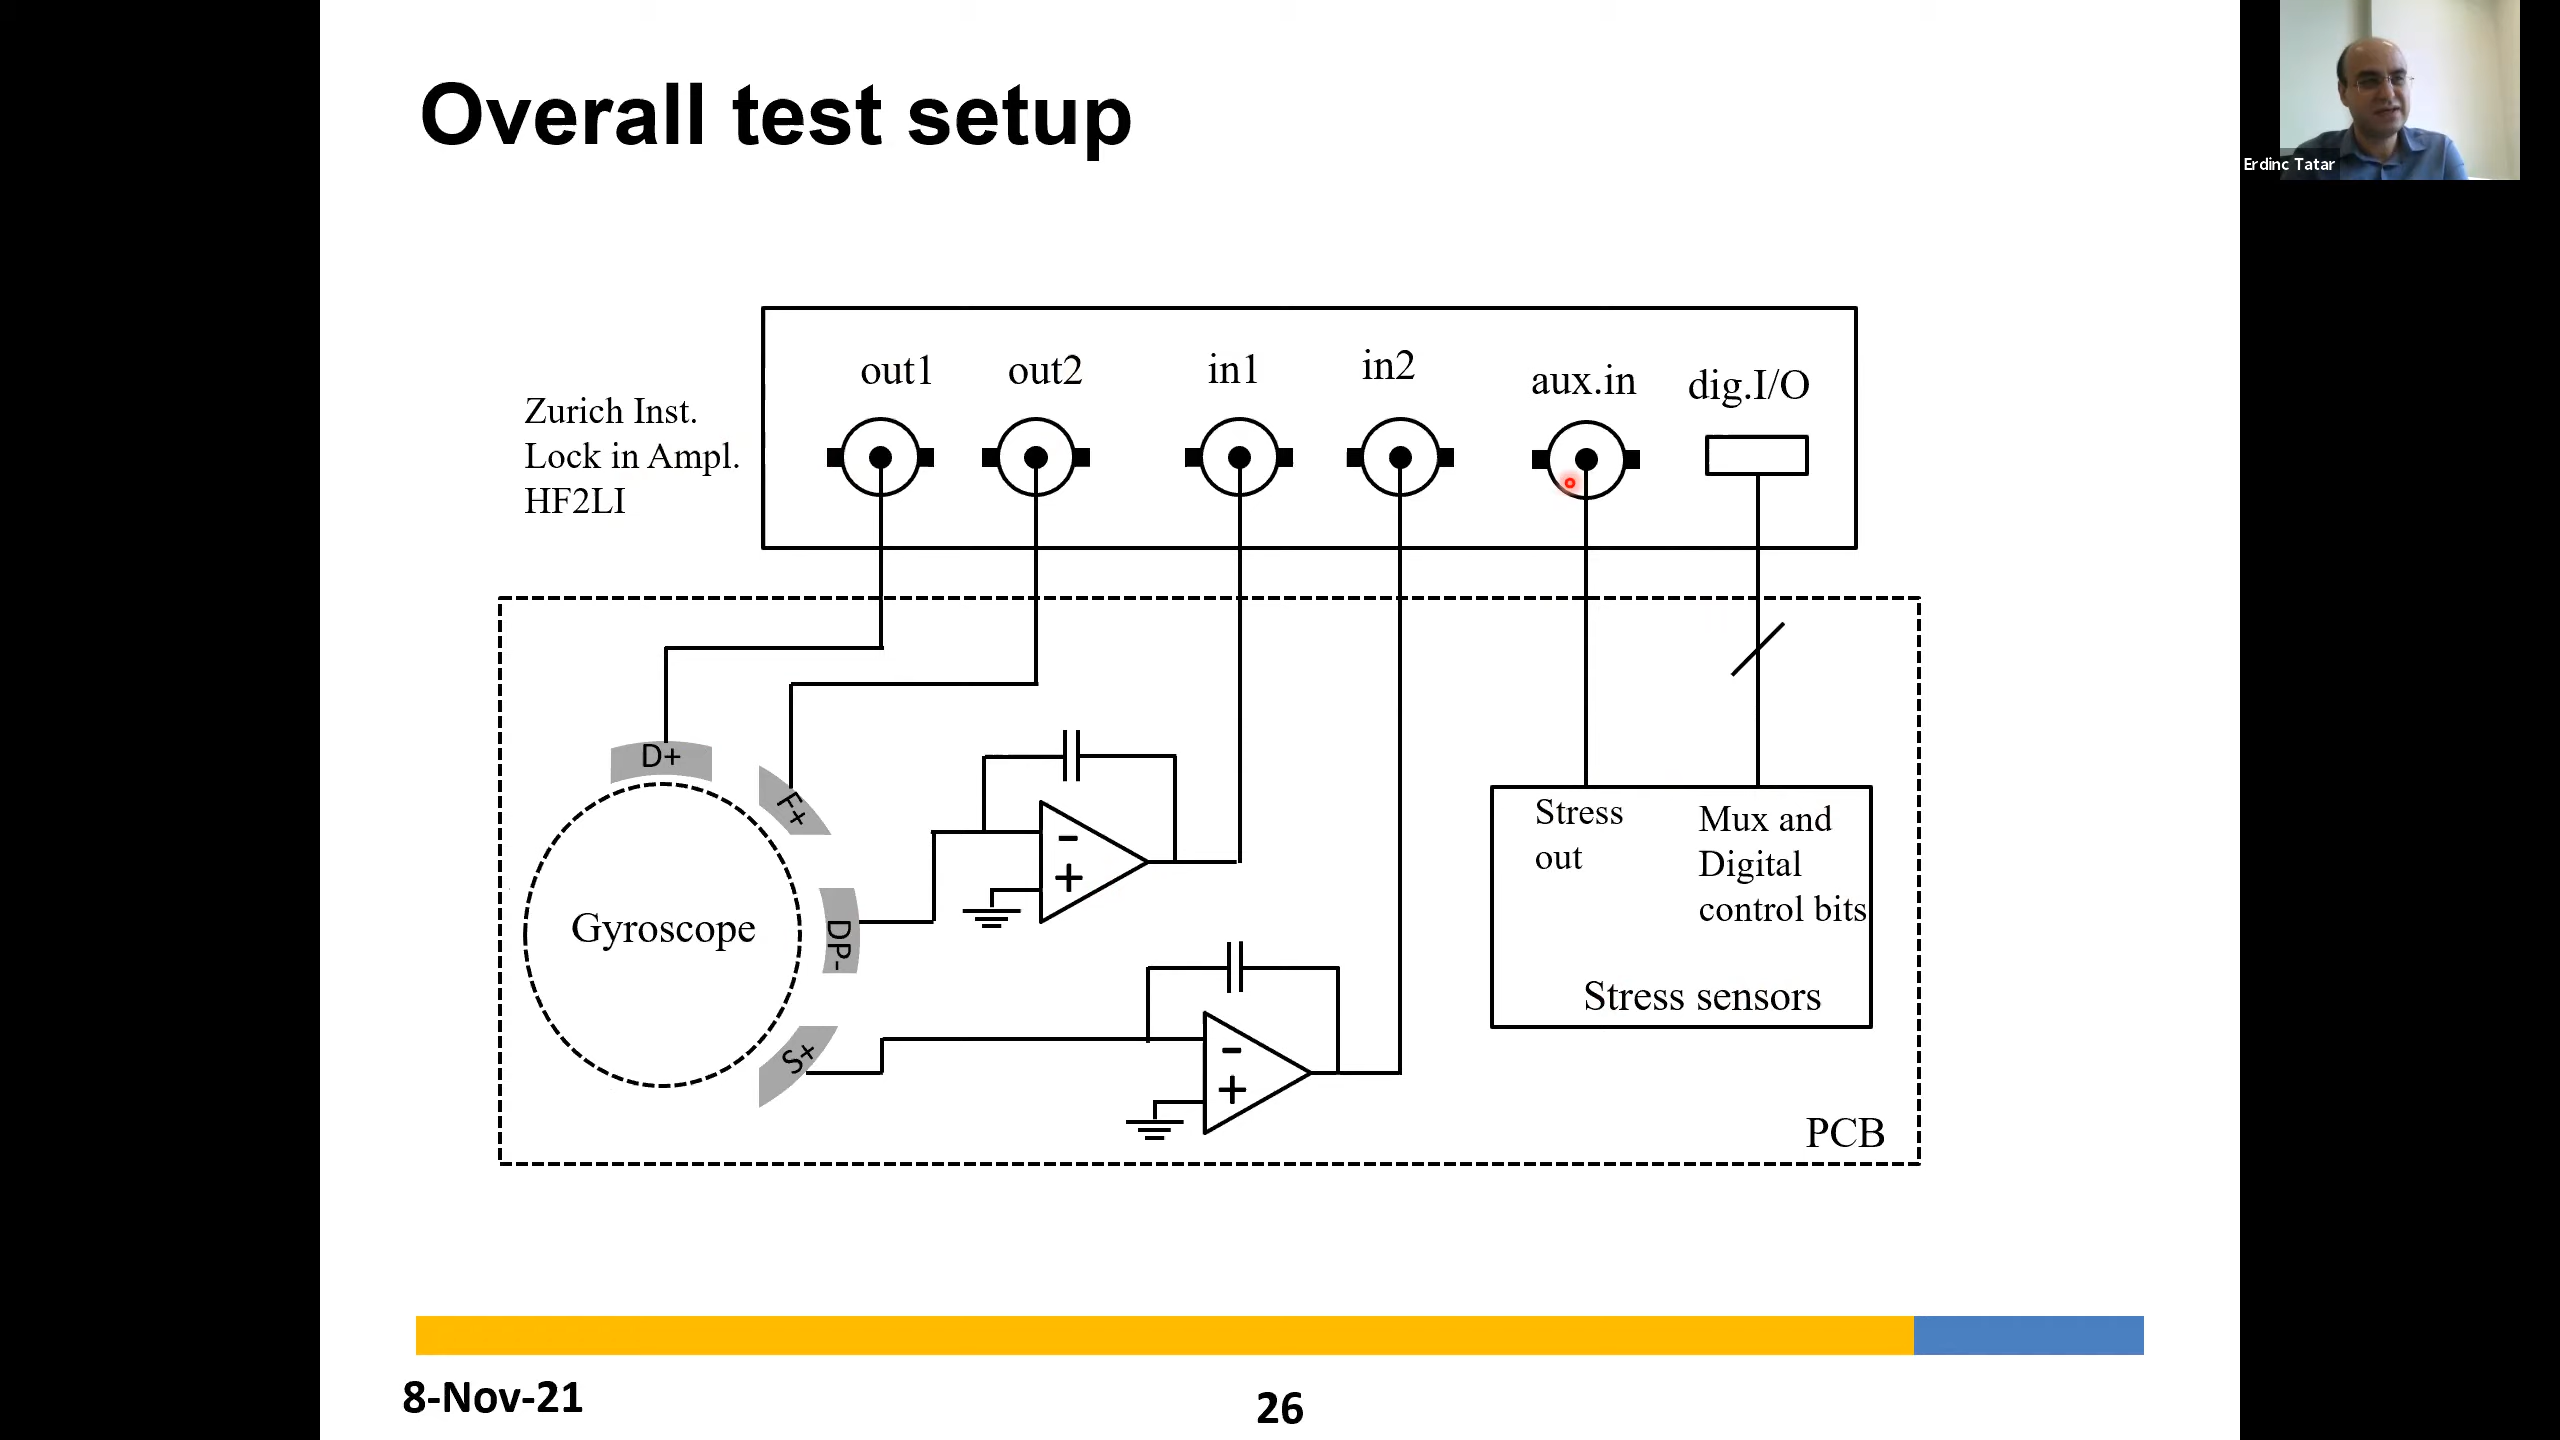 Overall test setup
Erdinc Tatar
out1
out2
in1
in2
aux.in
dig.I/O
Zurich Inst.
Lock in Ampl.
HF2LI
D+
F+
DP-
S+
Gyroscope
-
+
-
+
Stress
out
Mux and
Digital
control bits
Stress sensors
PCB
8-Nov-21
26